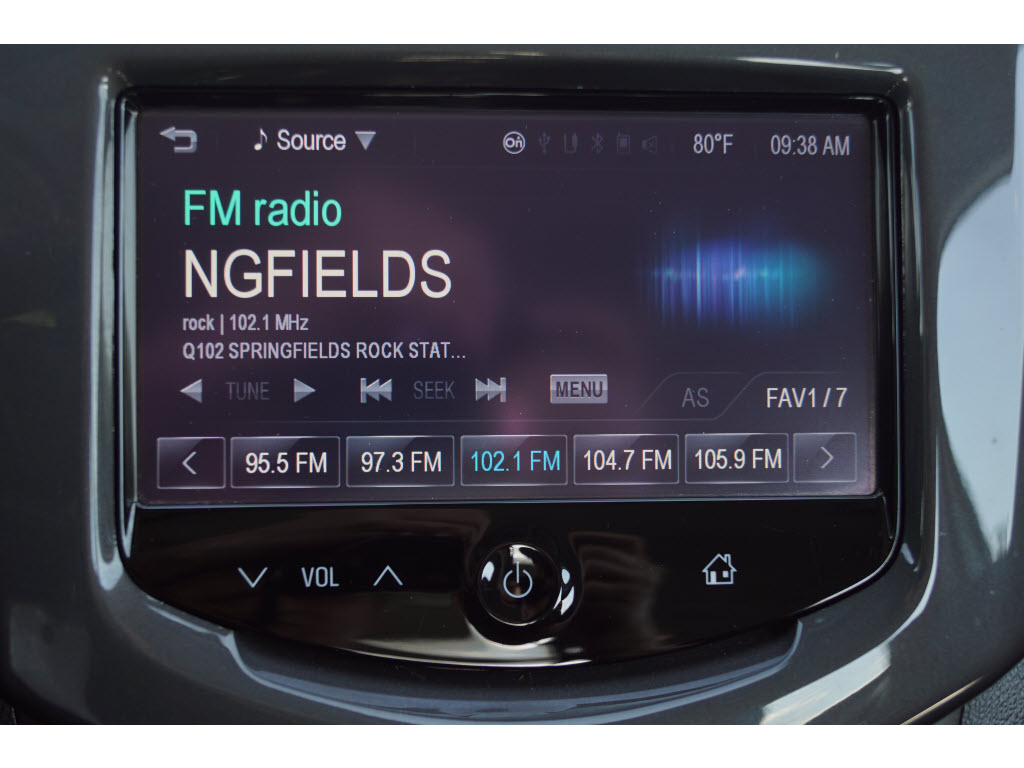 Source On 80°F 09:38 AM
FM radio
NGFIELDS
rock | 102.1 MHz
Q102 SPRINGFIELDS ROCK STAT...
TUNE SEEK MENU AS FAV1 / 7
95.5 FM 97.3 FM 102.1 FM 104.7 FM 105.9 FM
VOL